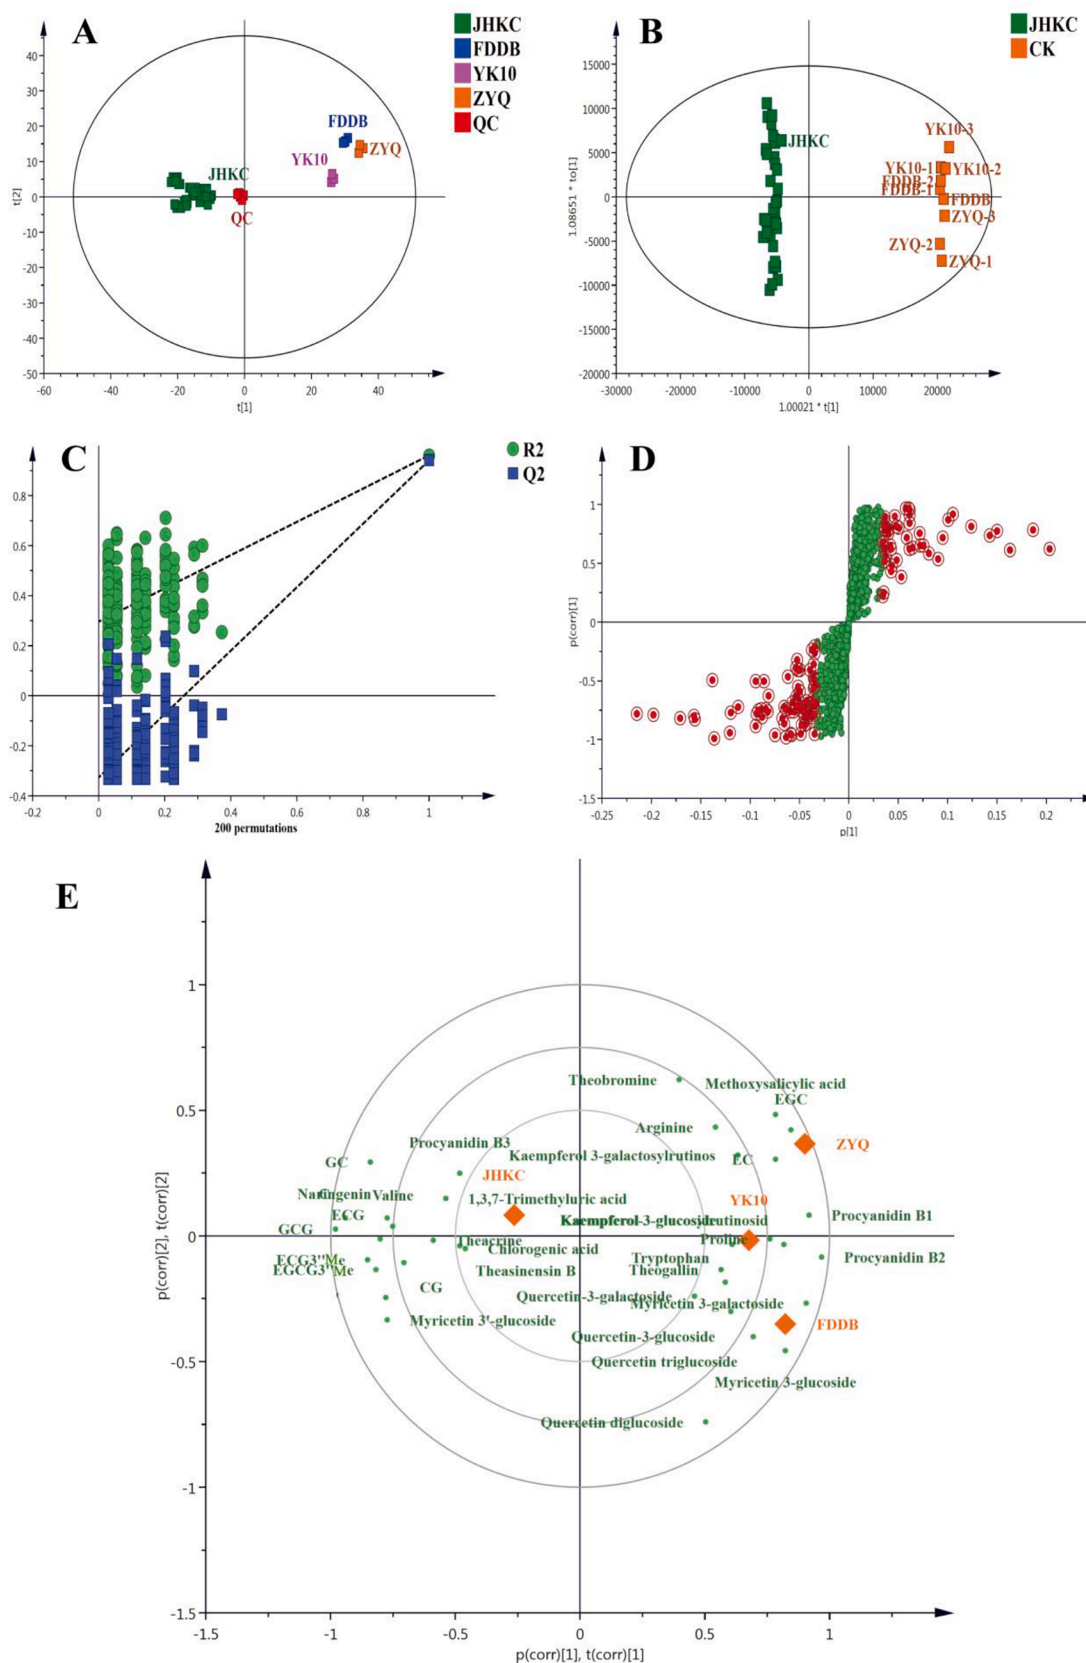 A
JHKC
FDDB
YK10
ZYQ
QC
40
30
20
10
0
-10
-20
-30
-40
-50
t[2]
FDDB
ZYQ
YK10
JHKC
QC
-60
-40
-20
0
20
40
t[1]
B
JHKC
CK
15000
10000
5000
0
-5000
-10000
-15000
-20000
1.08651 * to[1]
JHKC
YK10-3
YK10-1
YK10-2
FDDB-2
FDDB-1
FDDB
ZYQ-3
ZYQ-2
ZYQ-1
-30000
-20000
-10000
0
10000
20000
1.00021 * t[1]
C
R2
Q2
0.8
0.6
0.4
0.2
0
-0.2
-0.4
-0.2
0
0.2
0.4
0.6
0.8
1
200 permutations
D
1
0.5
0
-0.5
-1
-1.5
p(corr)[1]
-0.25
-0.2
-0.15
-0.1
-0.05
0
0.05
0.1
0.15
0.2
p[1]
E
1
0.5
0
-0.5
-1
-1.5
p(corr)[2], t(corr)[2]
Theobromine
Methoxysalicylic acid
EGC
Arginine
Procyanidin B3
Kaempferol 3-galactosylrutinos
EC
ZYQ
GC
JHKC
Naringenin
Valine
1,3,7-Trimethyluric acid
YK10
ECG
Kaempferol-3-glucosiderutinosid
Procyanidin B1
GCG
Theacrine
Chlorogenic acid
Proline
Procyanidin B2
ECG3''Me
Tryptophan
EGCG3''Me
Theasinensin B
Theogallin
CG
Quercetin-3-galactoside
Myricetin 3-galactoside
Myricetin 3'-glucoside
FDDB
Quercetin-3-glucoside
Quercetin triglucoside
Myricetin 3-glucoside
Quercetin diglucoside
-1.5
-1
-0.5
0
0.5
1
p(corr)[1], t(corr)[1]